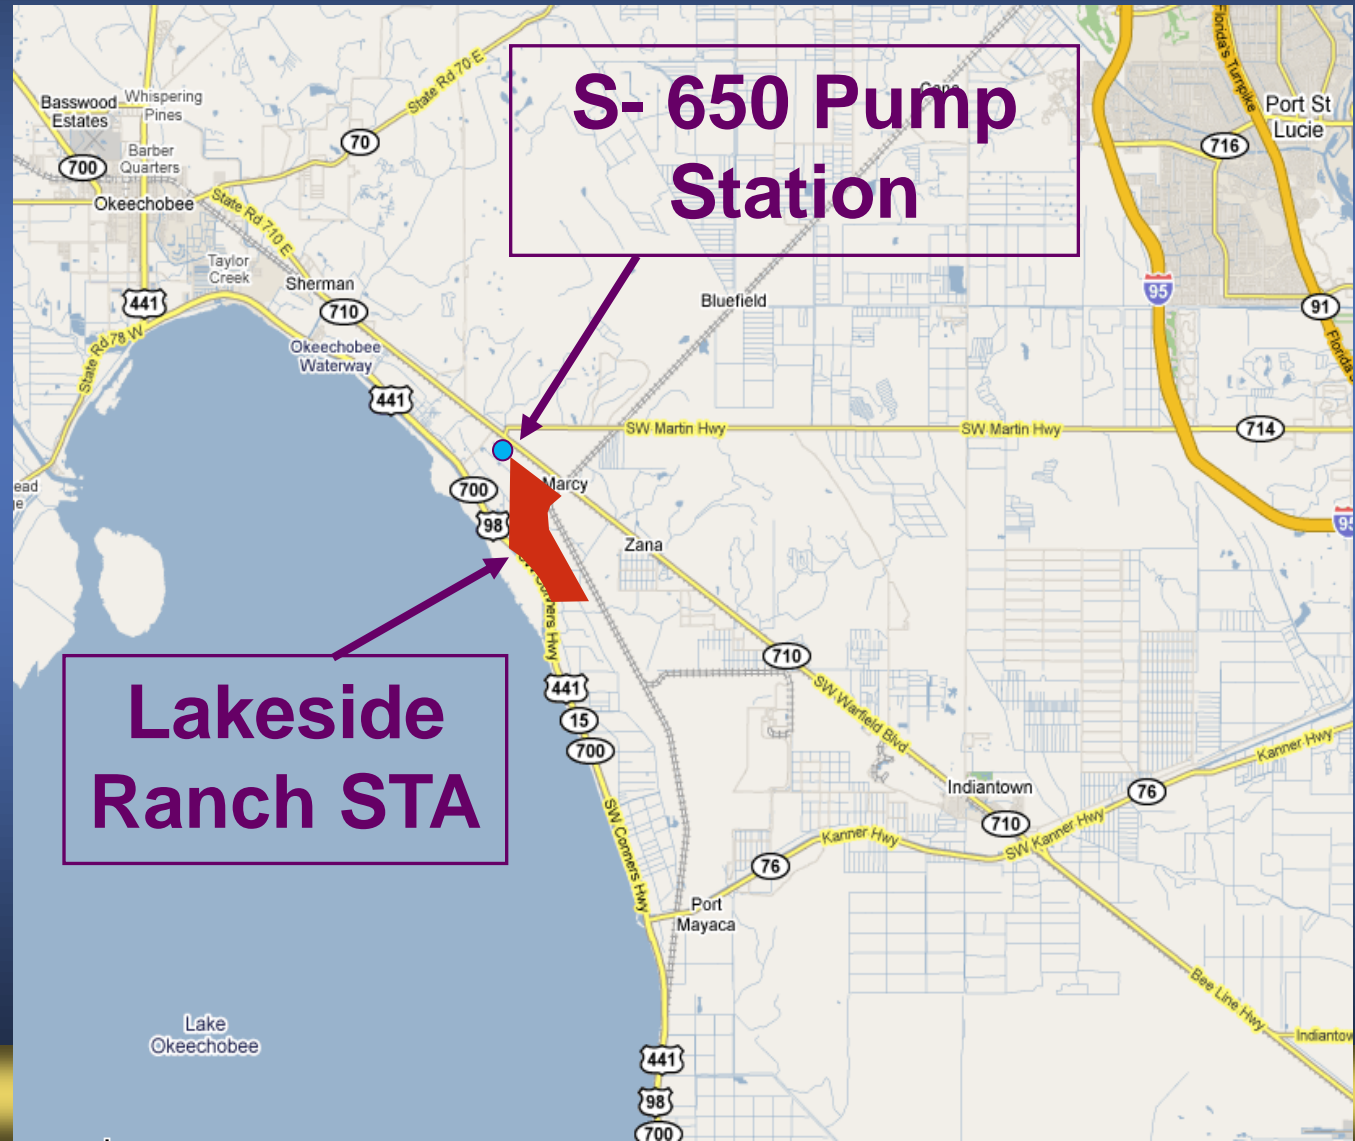 S- 650 Pump
Station
Lakeside
Ranch STA
State Rd 70 E
Florida's Turnpike
Basswood
Estates
Whispering
Pines
Port St
Lucie
70
716
Barber
Quarters
700
Okeechobee
State Rd 710 E
Taylor
Creek
Sherman
95
441
710
Bluefield
91
State Rd 78 W
Okeechobee
Waterway
441
SW Martin Hwy
SW Martin Hwy
714
Marcy
700
98
95
Zana
710
441
SW Warfield Blvd
15
700
Kanner Hwy
Indiantown
76
710
SW Kanner Hwy
SW Conners Hwy
Kanner Hwy
76
Port
Mayaca
Bee Line Hwy
Lake
Okeechobee
441
98
700